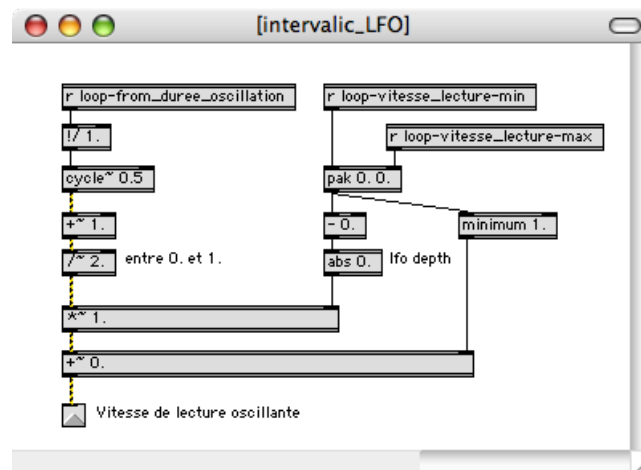 [intervalic_LFO]
r loop-from_duree_oscillation
r loop-vitesse_lecture-min
!/ 1.
r loop-vitesse_lecture-max
cycle~ 0.5
pak 0. 0.
+~ 1.
- 0.
minimum 1.
/~ 2.
entre 0. et 1.
abs 0.
lfo depth
*~ 1.
+~ 0.
Vitesse de lecture oscillante